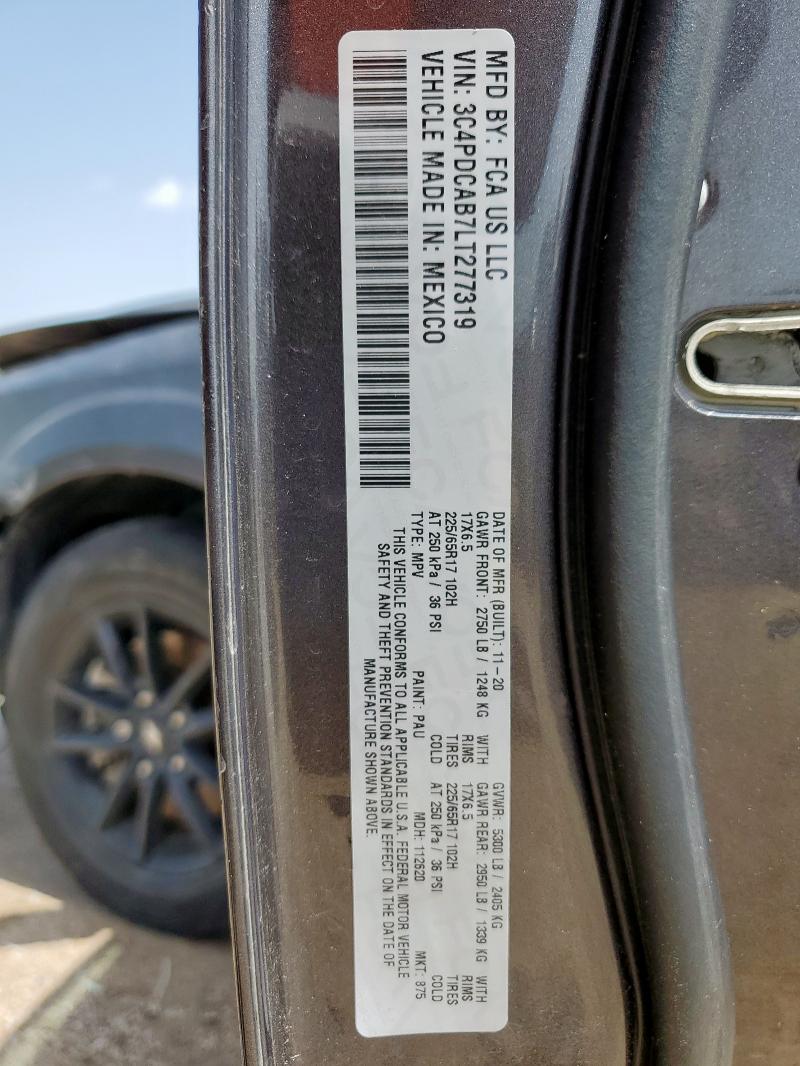 MFD BY: FCA US LLC
VIN: 3C4PDCAB7LT277319
VEHICLE MADE IN: MEXICO
DATE OF MFR (BUILT): 11-20 GVWR: 5300 LB / 2405 KG
GAWR FRONT: 2750 LB / 1248 KG WITH GAWR REAR: 2950 LB / 1339 KG WITH
17X6.5 RIMS 17X6.5 RIMS
225/65R17 102H TIRES 225/65R17 102H TIRES
AT 250 kPa / 36 PSI COLD AT 250 kPa / 36 PSI COLD
TYPE: MPV PAINT: PAU MDH: 112620 MKT: 875
THIS VEHICLE CONFORMS TO ALL APPLICABLE U.S.A. FEDERAL MOTOR VEHICLE
SAFETY AND THEFT PREVENTION STANDARDS IN EFFECT ON THE DATE OF
MANUFACTURE SHOWN ABOVE.